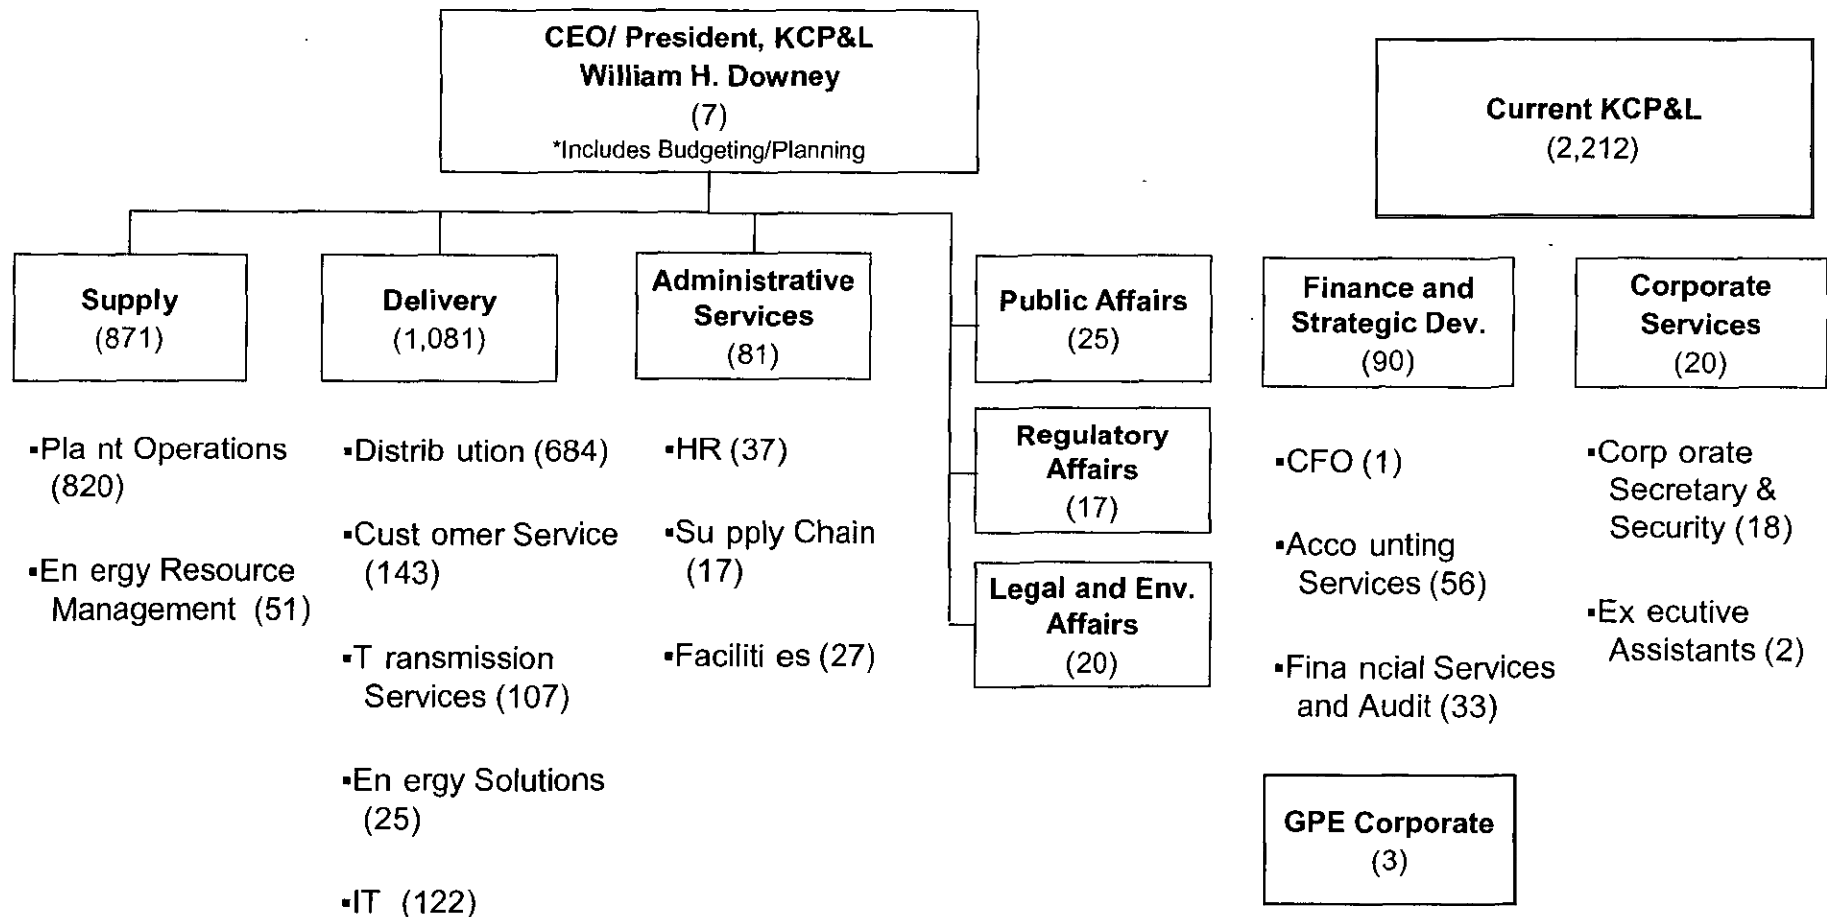 CEO/ President, KCP&L
William H. Downey
(7)
*Includes Budgeting/Planning
Current KCP&L
(2,212)
Supply
(871)
Delivery
(1,081)
Administrative
Services
(81)
Public Affairs
(25)
Regulatory
Affairs
(17)
Legal and Env.
Affairs
(20)
Finance and
Strategic Dev.
(90)
Corporate
Services
(20)
▪Pla nt Operations
(820)
▪En ergy Resource
Management (51)
▪Distrib ution (684)
▪Cust omer Service
(143)
▪T ransmission
Services (107)
▪En ergy Solutions
(25)
▪IT (122)
▪HR (37)
▪Su pply Chain
(17)
▪Faciliti es (27)
▪CFO (1)
▪Acco unting
Services (56)
▪Fina ncial Services
and Audit (33)
GPE Corporate
(3)
▪Corp orate
Secretary &
Security (18)
▪Ex ecutive
Assistants (2)